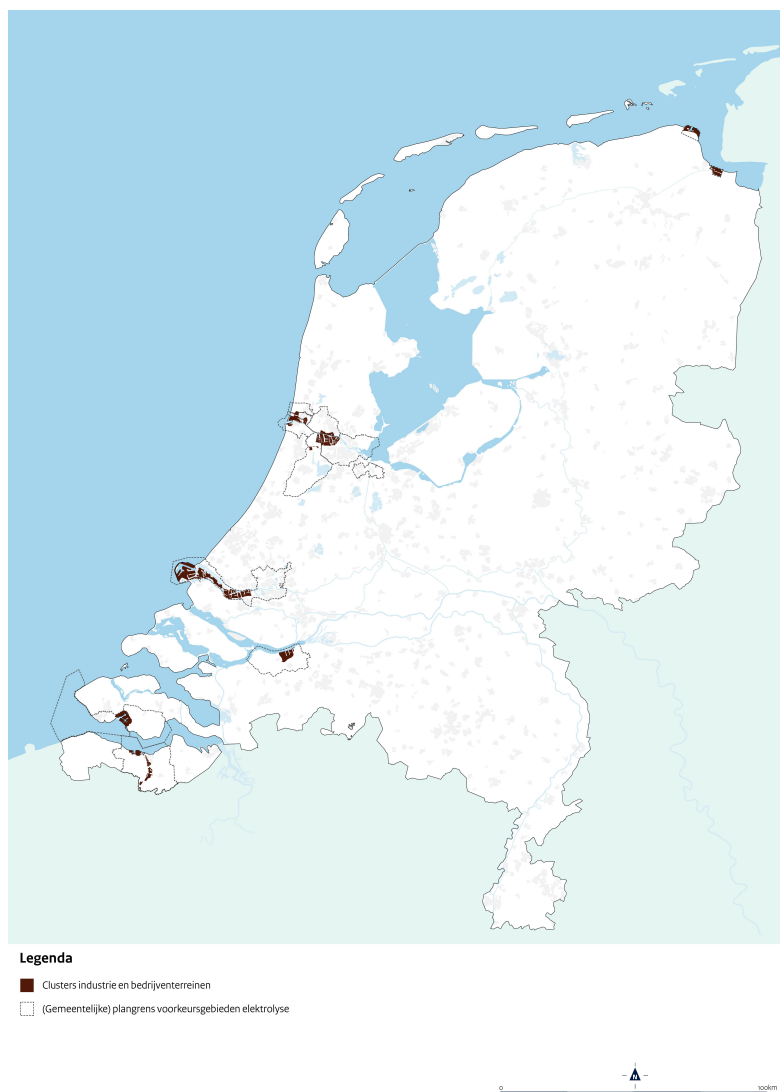 Legenda
Clusters industrie en bedrijventerreinen
(Gemeentelijke) plangrens voorkeursgebieden elektrolyse
N
0
100km